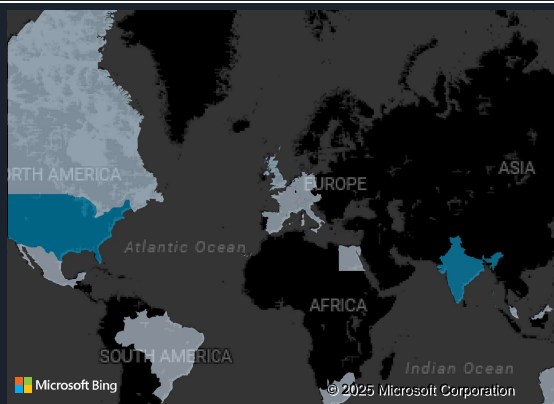 ORTH AMERICA
EUROPE
ASIA
Atlantic Ocean
AFRICA
SOUTH AMERICA
Indian Ocean
Microsoft Bing
© 2025 Microsoft Corporation